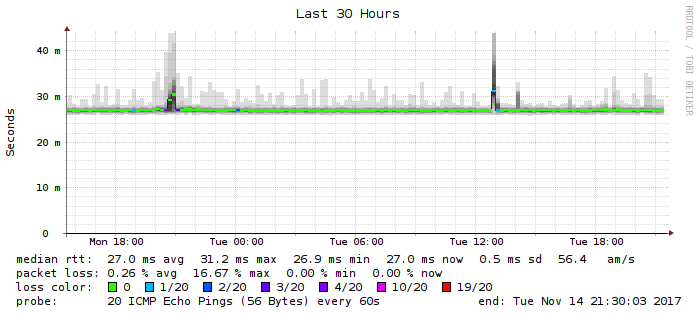 Last 30 Hours
RRDTOOL / TOBI OETIKER
Seconds
40 m
30 m
20 m
10 m
0
Mon 18:00 Tue 00:00 Tue 06:00 Tue 12:00 Tue 18:00
median rtt: 27.0 ms avg 31.2 ms max 26.9 ms min 27.0 ms now 0.5 ms sd 56.4 am/s
packet loss: 0.26 % avg 16.67 % max 0.00 % min 0.00 % now
loss color: 0 1/20 2/20 3/20 4/20 10/20 19/20
probe: 20 ICMP Echo Pings (56 Bytes) every 60s end: Tue Nov 14 21:30:03 2017